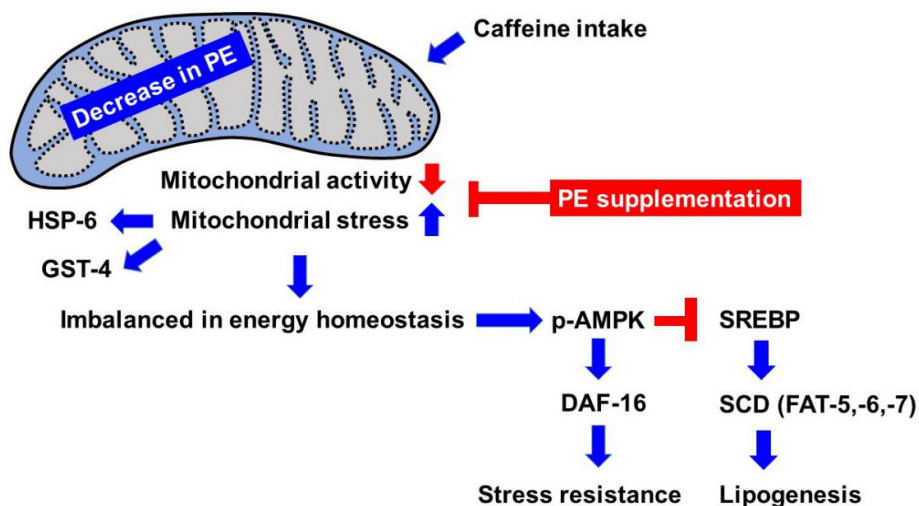 Caffeine intake
Decrease in PE
Mitochondrial activity
PE supplementation
HSP-6
Mitochondrial stress
GST-4
Imbalanced in energy homeostasis
p-AMPK
SREBP
DAF-16
SCD (FAT-5,-6,-7)
Stress resistance
Lipogenesis